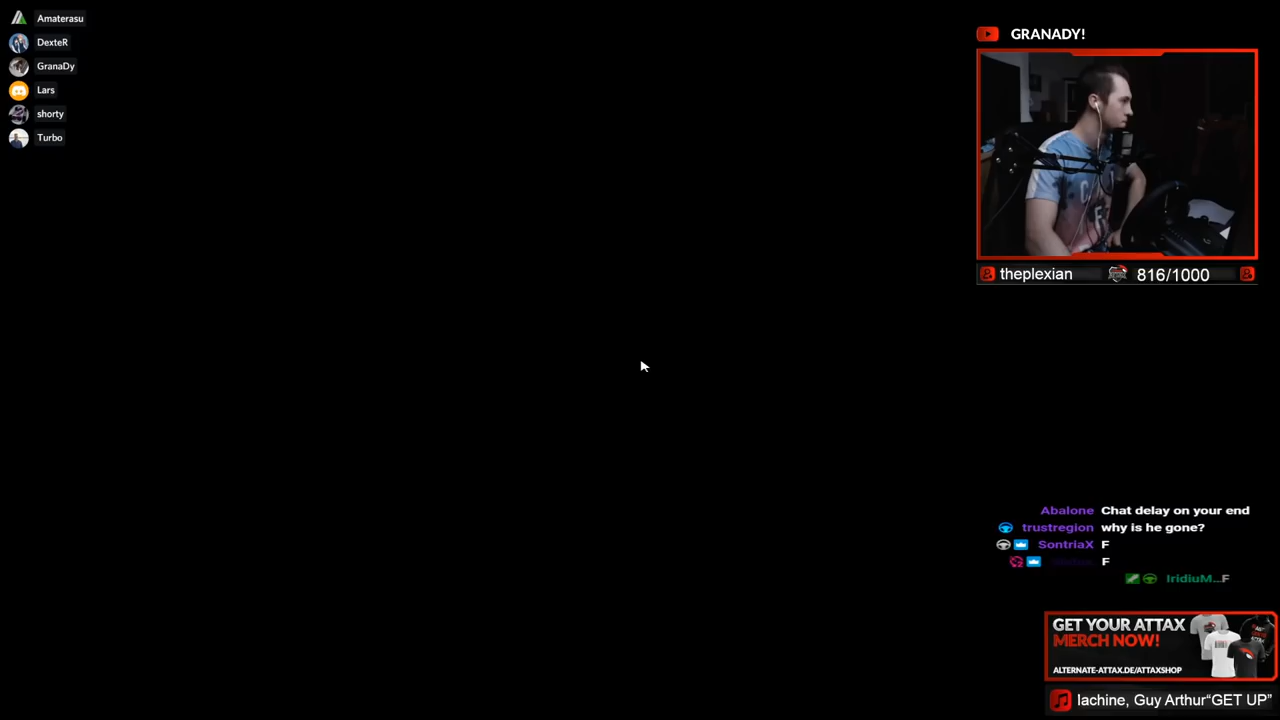 Amaterasu
DexteR
GranaDy
Lars
shorty
Turbo
GRANADY!
theplexian 816/1000
Abalone Chat delay on your end
trustregion why is he gone?
SontriaX F
F
IridiuM...F
GET YOUR ATTAX
MERCH NOW!
ALTERNATE-ATTAX.DE/ATTAXSHOP
lachine, Guy Arthur“GET UP”